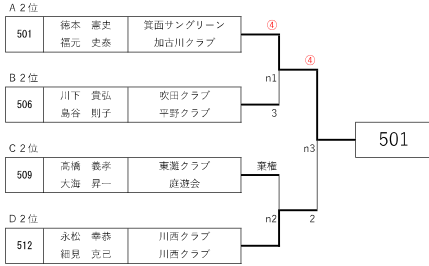 A２位
501 徳本 憲史 箕面サングリーン
福元 史泰 加古川クラブ
④
④
n1
B２位
506 川下 貴弘 吹田クラブ
島谷 則子 平野クラブ
3
n3
501
C２位
509 高橋 義孝 東灘クラブ
大海 昇一 庭遊会
棄権
n2
2
D２位
512 永松 幸恭 川西クラブ
細見 克己 川西クラブ